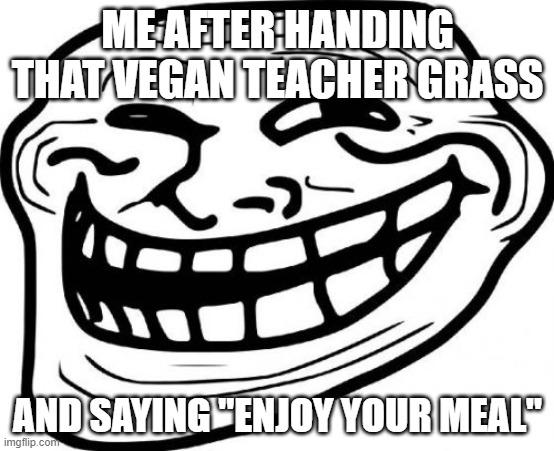 ME AFTER HANDING
THAT VEGAN TEACHER GRASS
AND SAYING "ENJOY YOUR MEAL"
imgflip.com